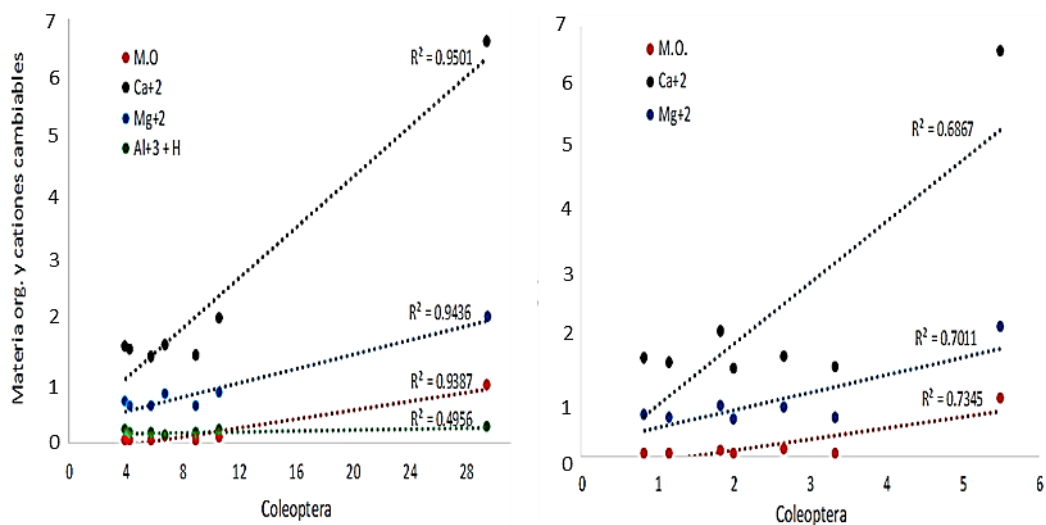 Materia org. y cationes cambiables
7
6
5
4
3
2
1
0
M.O
Ca+2
Mg+2
Al+3 + H
R² = 0.9501
R² = 0.9436
R² = 0.9387
R² = 0.4956
0 4 8 12 16 20 24 28
Coleoptera
7
6
5
4
3
2
1
0
M.O.
Ca+2
Mg+2
R² = 0.6867
R² = 0.7011
R² = 0.7345
0 1 2 3 4 5 6
Coleoptera